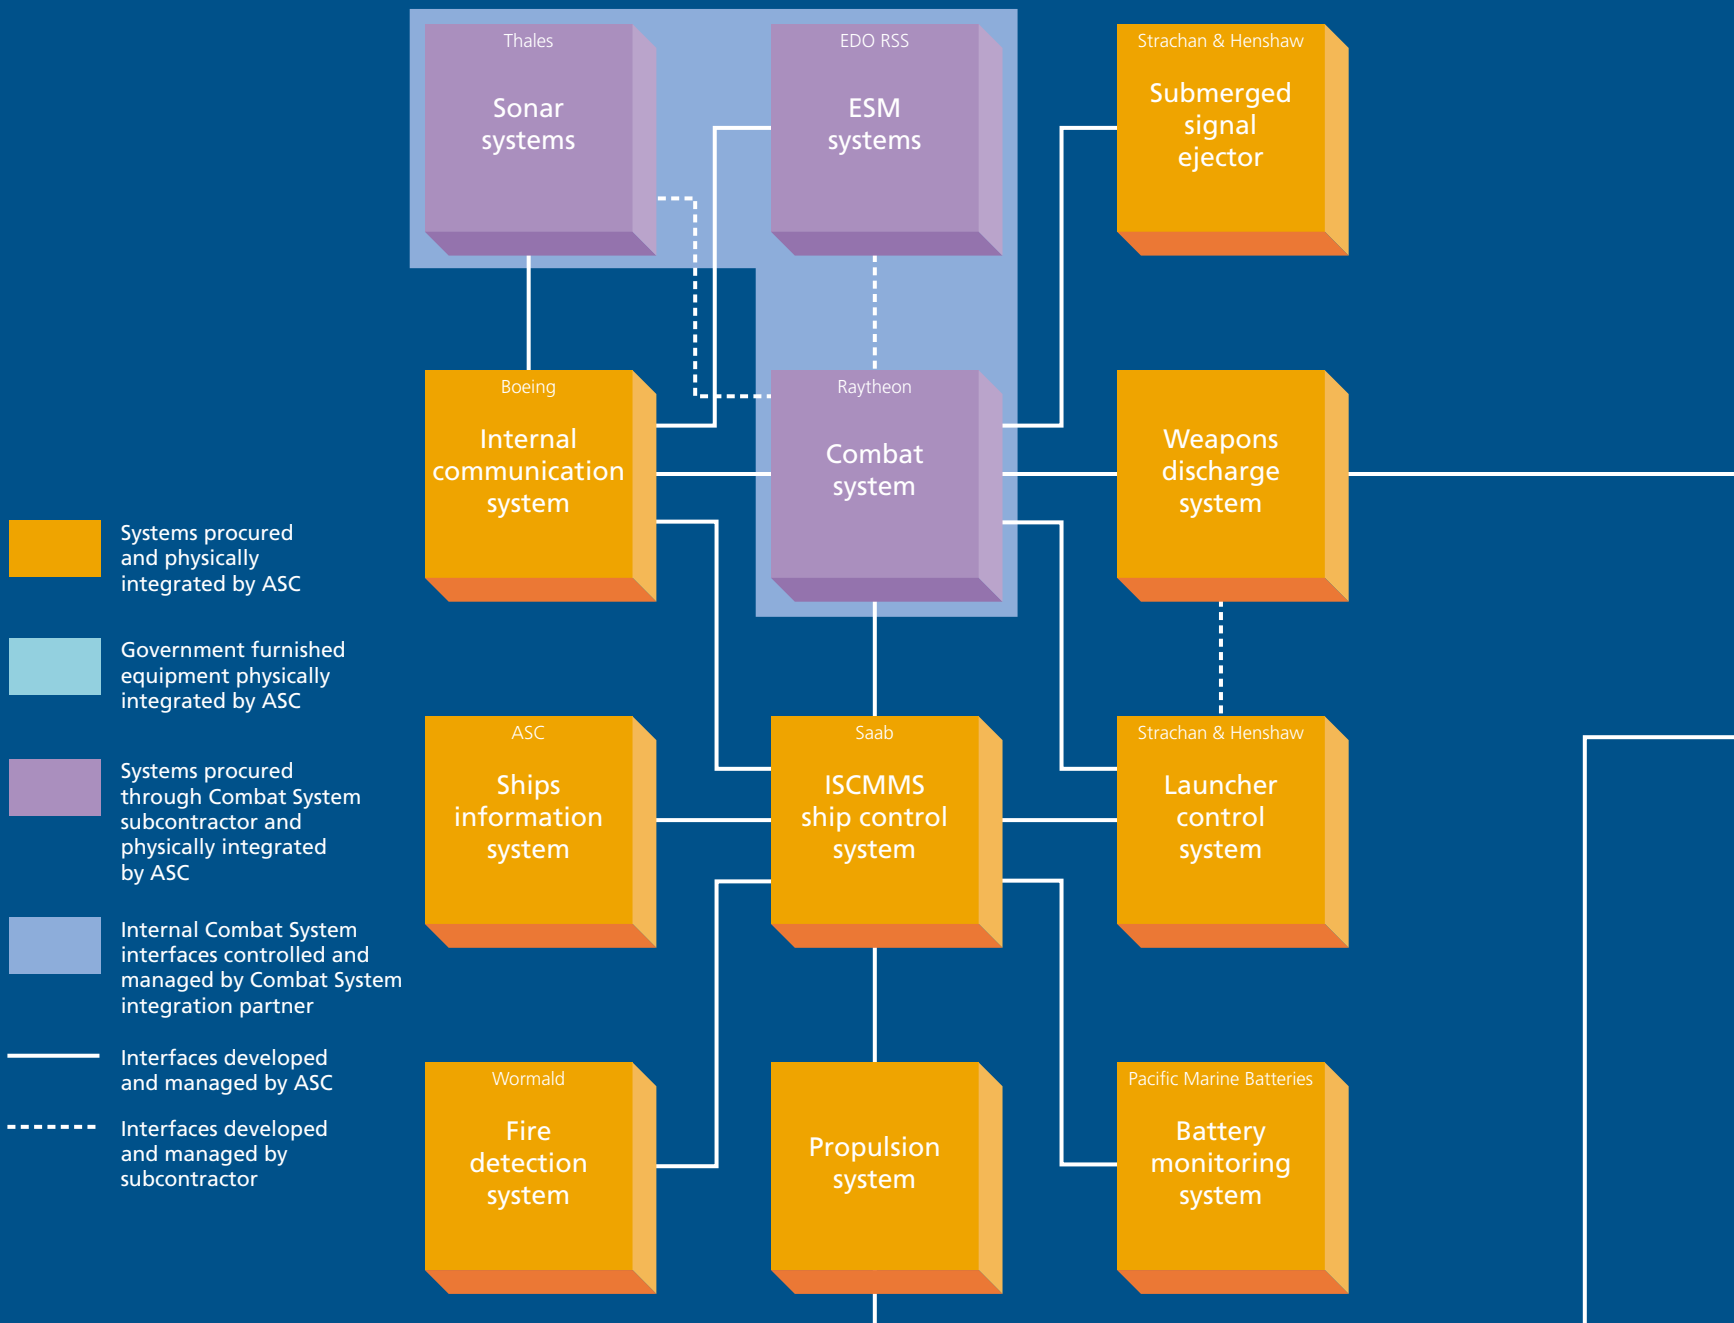 Thales
Sonar
systems
EDO RSS
ESM
systems
Strachan & Henshaw
Submerged
signal
ejector
Boeing
Internal
communication
system
Raytheon
Combat
system
Weapons
discharge
system
Systems procured
and physically
integrated by ASC
Government furnished
equipment physically
integrated by ASC
Systems procured
through Combat System
subcontractor and
physically integrated
by ASC
Internal Combat System
interfaces controlled and
managed by Combat System
integration partner
Interfaces developed
and managed by ASC
Interfaces developed
and managed by
subcontractor
ASC
Ships
information
system
Saab
ISCMMS
ship control
system
Strachan & Henshaw
Launcher
control
system
Wormald
Fire
detection
system
Propulsion
system
Pacific Marine Batteries
Battery
monitoring
system